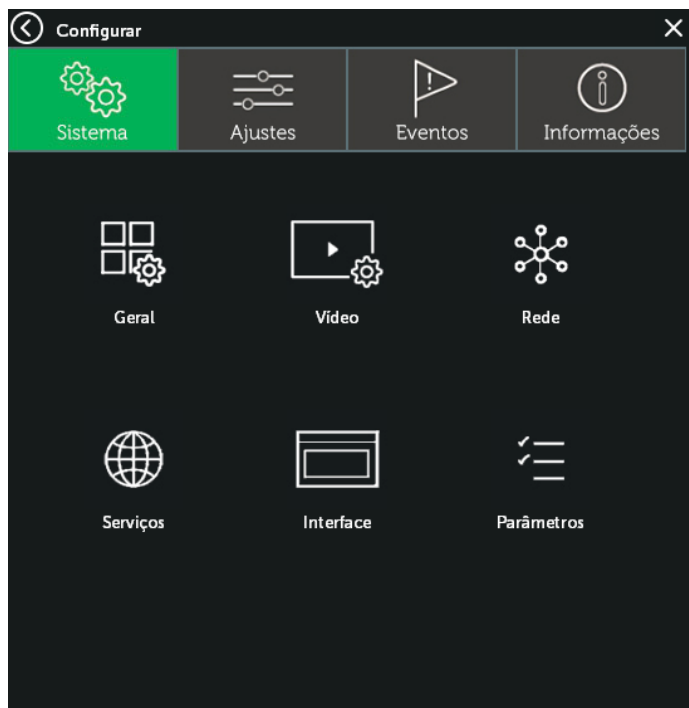 Configurar
Sistema Ajustes Eventos Informações
Geral Vídeo Rede
Serviços Interface Parâmetros